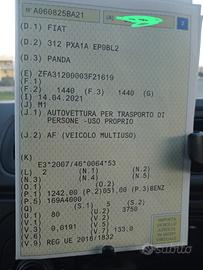 N°A060825BA21 (A)
(D.1) FIAT
(D.2) 312 PXA1A EP0BL2
(D.3) PANDA
(E) ZFA31200003F21619
(F.1)
(F.2) 1440 (F.3) 1440 (G)
(I) 14.04.2021
(J) M1
(J.1) AUTOVETTURA PER TRASPORTO DI
PERSONE -USO PROPRIO
(J.2) AF (VEICOLO MULTIUSO)
(K) E3*2007/46*0064*53
(L) 2 (N.1) (N.2)
(N.3) (N.4) (N.5)
(P.1) 1242.00 (P.2)051,00 (P.3)BENZ
(P.5) 169A4000
(Q) (S.1) 5 (S.2)
(U.1) 80 (U.2) 3750
(V.1) (V.2)
(V.3) 0,0191 (V.5)
(V.7) 133.0
(V.9) REG UE 2016/1832
Subito